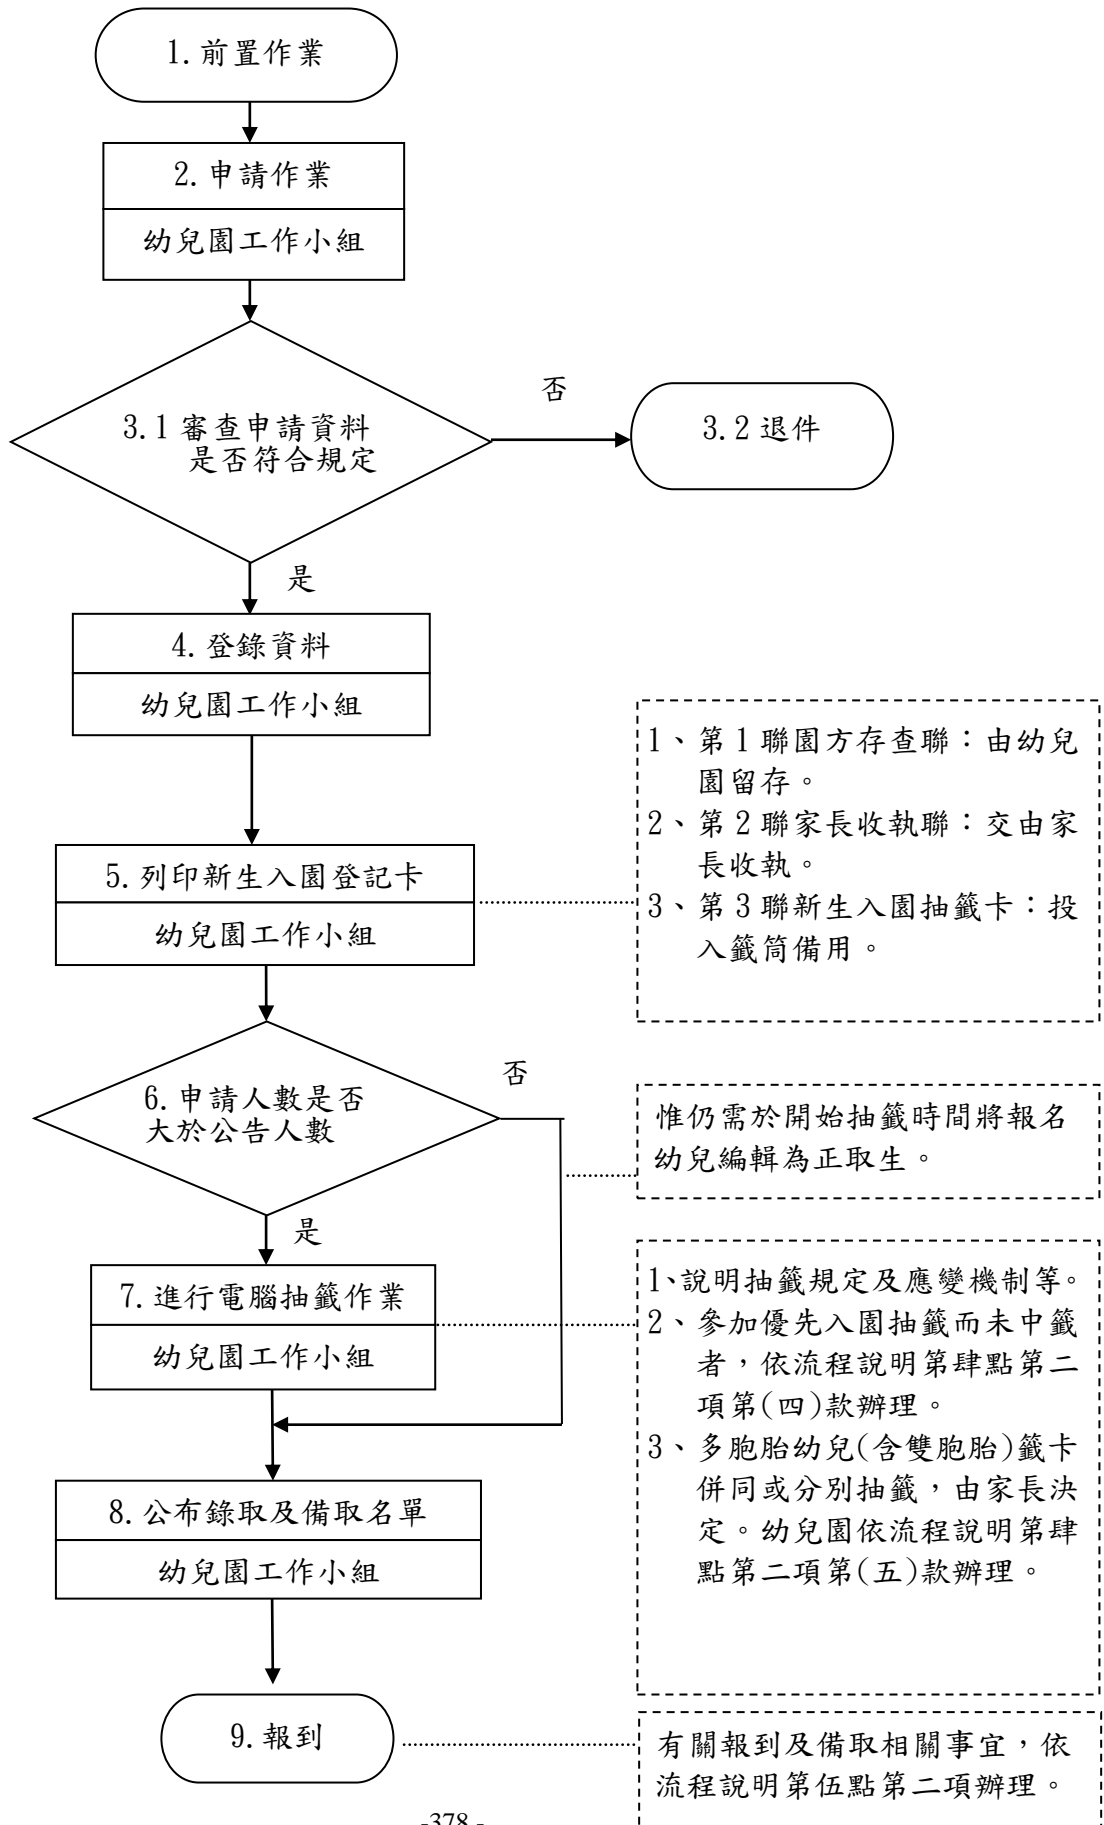 1.前置作業
2.申請作業
幼兒園工作小組
3.1 審查申請資料
是否符合規定
否
3.2 退件
是
4.登錄資料
幼兒園工作小組
1、第1聯園方存查聯：由幼兒
園留存。
2、第2聯家長收執聯：交由家
長收執。
3、第3聯新生入園抽籤卡：投
入籤筒備用。
5.列印新生入園登記卡
幼兒園工作小組
6.申請人數是否
大於公告人數
否
惟仍需於開始抽籤時間將報名
幼兒編輯為正取生。
是
7.進行電腦抽籤作業
幼兒園工作小組
1、說明抽籤規定及應變機制等。
2、參加優先入園抽籤而未中籤
者，依流程說明第肆點第二
項第(四)款辦理。
3、多胞胎幼兒(含雙胞胎)籤卡
併同或分別抽籤，由家長決
定。幼兒園依流程說明第肆
點第二項第(五)款辦理。
8.公布錄取及備取名單
幼兒園工作小組
9.報到
有關報到及備取相關事宜，依
流程說明第伍點第二項辦理。
-378 -